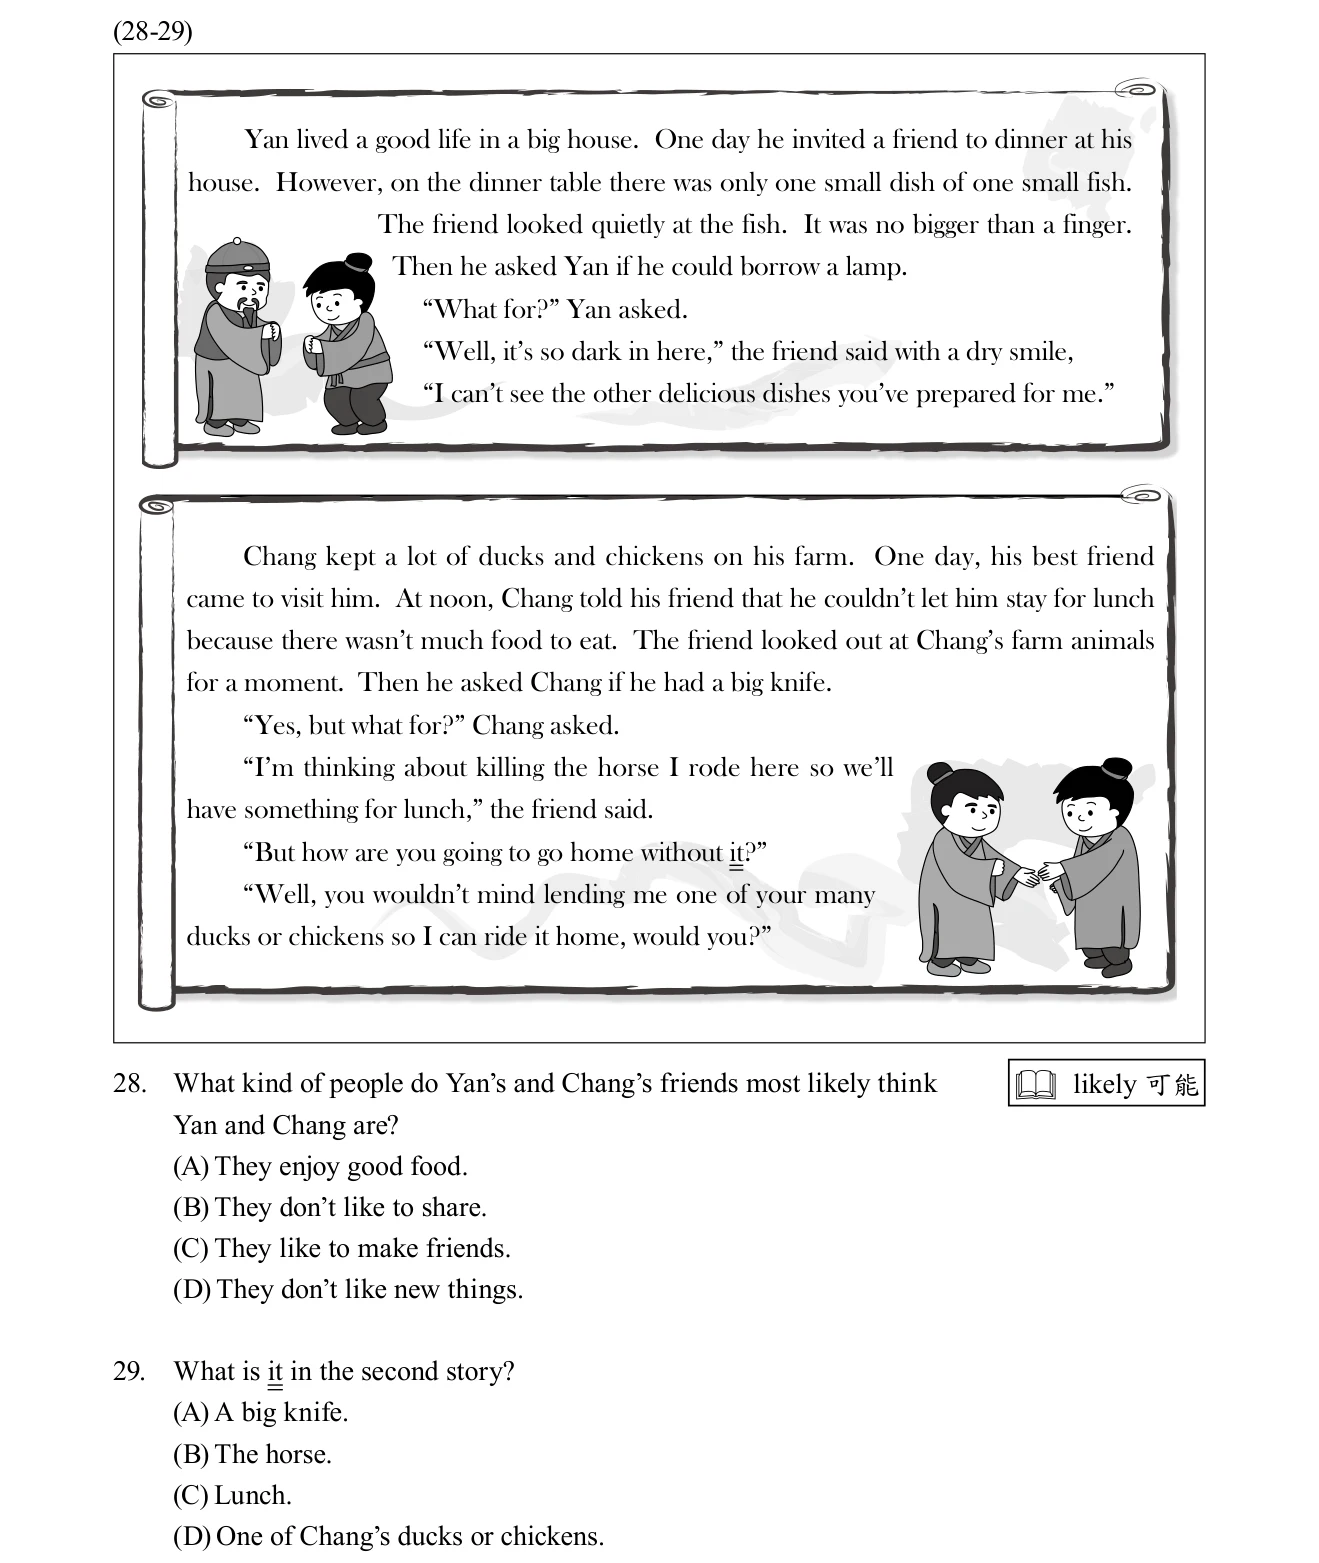 (28-29)
Yan lived a good life in a big house. One day he invited a friend to dinner at his
house. However, on the dinner table there was only one small dish of one small fish.
The friend looked quietly at the fish. It was no bigger than a finger.
Then he asked Yan if he could borrow a lamp.
“What for?” Yan asked.
“Well, it’s so dark in here,” the friend said with a dry smile,
“I can’t see the other delicious dishes you’ve prepared for me.”
Chang kept a lot of ducks and chickens on his farm. One day, his best friend
came to visit him. At noon, Chang told his friend that he couldn’t let him stay for lunch
because there wasn’t much food to eat. The friend looked out at Chang’s farm animals
for a moment. Then he asked Chang if he had a big knife.
“Yes, but what for?” Chang asked.
“I’m thinking about killing the horse I rode here so we’ll
have something for lunch,” the friend said.
“But how are you going to go home without it?”
“Well, you wouldn’t mind lending me one of your many
ducks or chickens so I can ride it home, would you?”
28. What kind of people do Yan’s and Chang’s friends most likely think
Yan and Chang are?
likely 可能
(A) They enjoy good food.
(B) They don’t like to share.
(C) They like to make friends.
(D) They don’t like new things.
29. What is it in the second story?
(A) A big knife.
(B) The horse.
(C) Lunch.
(D) One of Chang’s ducks or chickens.